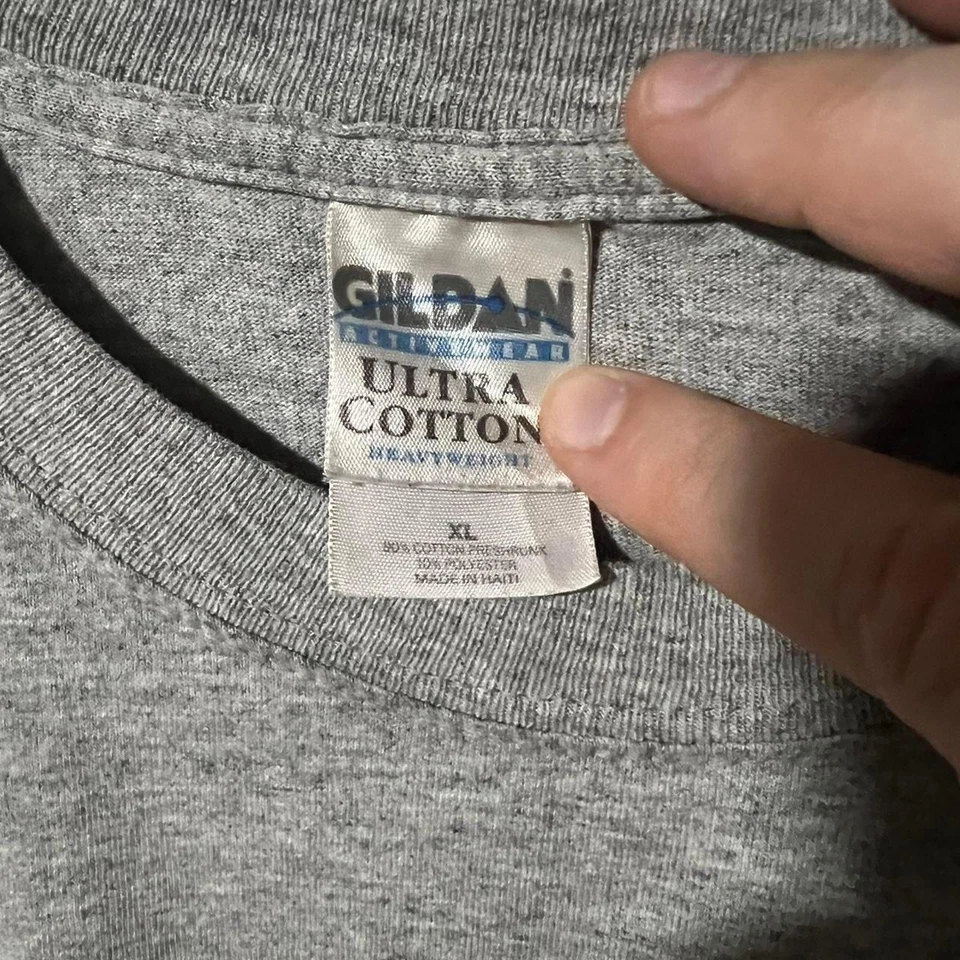 GILDAN
ACTIVEWEAR
ULTRA
COTTON
HEAVYWEIGHT
XL
90% COTTON PRESHRUNK
10% POLYESTER
MADE IN HAITI